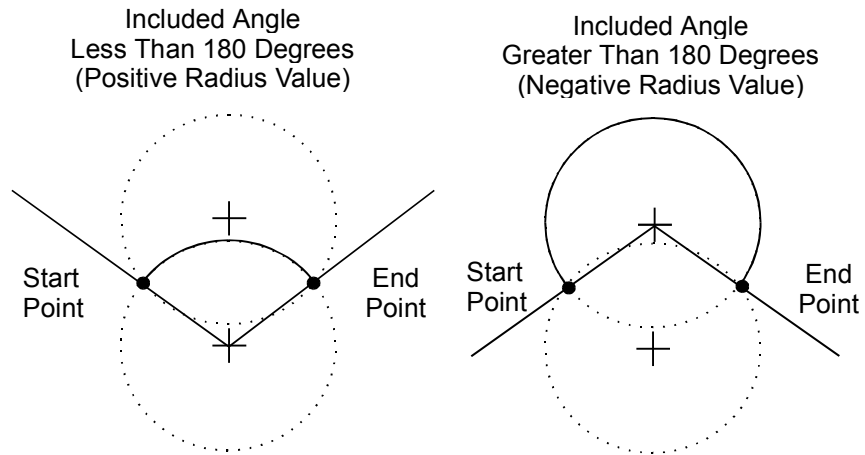 Included Angle
Less Than 180 Degrees
(Positive Radius Value)
Included Angle
Greater Than 180 Degrees
(Negative Radius Value)
Start
Point
End
Point
Start
Point
End
Point